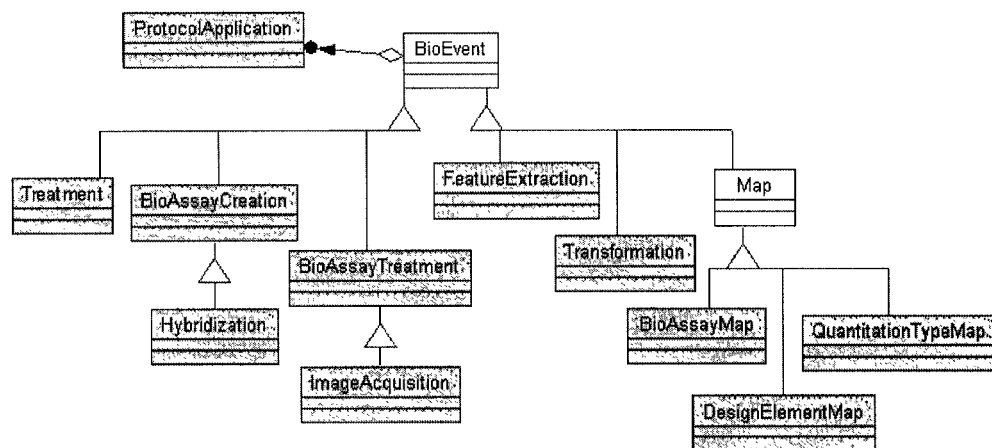 ProtocolApplication
BioEvent
Treatment
BioAssayCreation
FeatureExtraction
Map
BioAssayTreatment
Transformation
Hybridization
BioAssayMap
QuantitationTypeMap
ImageAcquisition
DesignElementMap